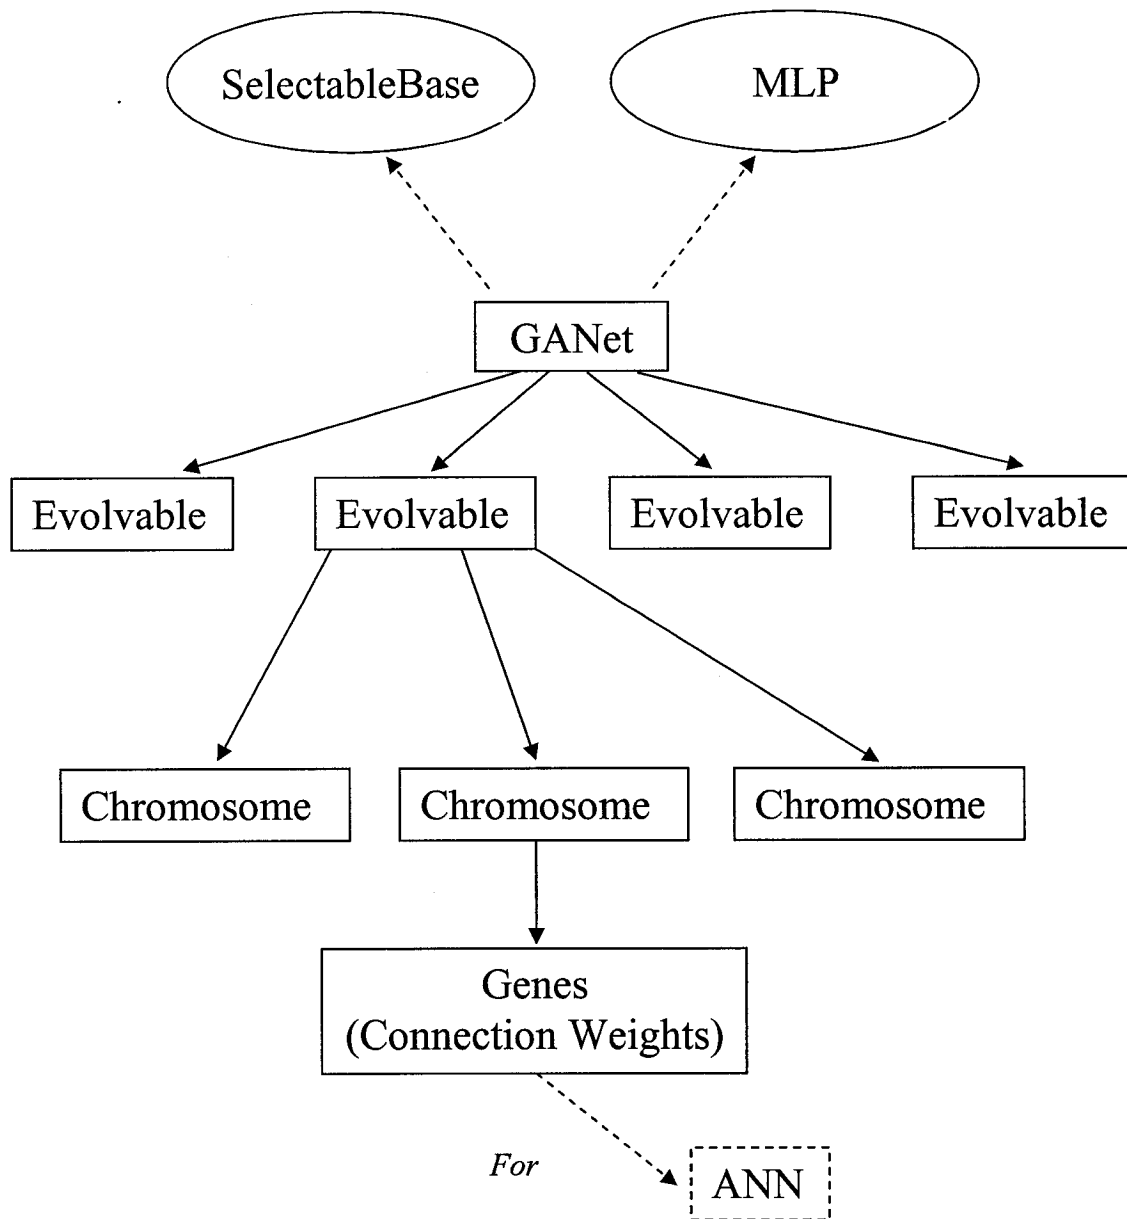 SelectableBase
MLP
GANet
Evolvable
Evolvable
Evolvable
Evolvable
Chromosome
Chromosome
Chromosome
Genes
(Connection Weights)
For
ANN